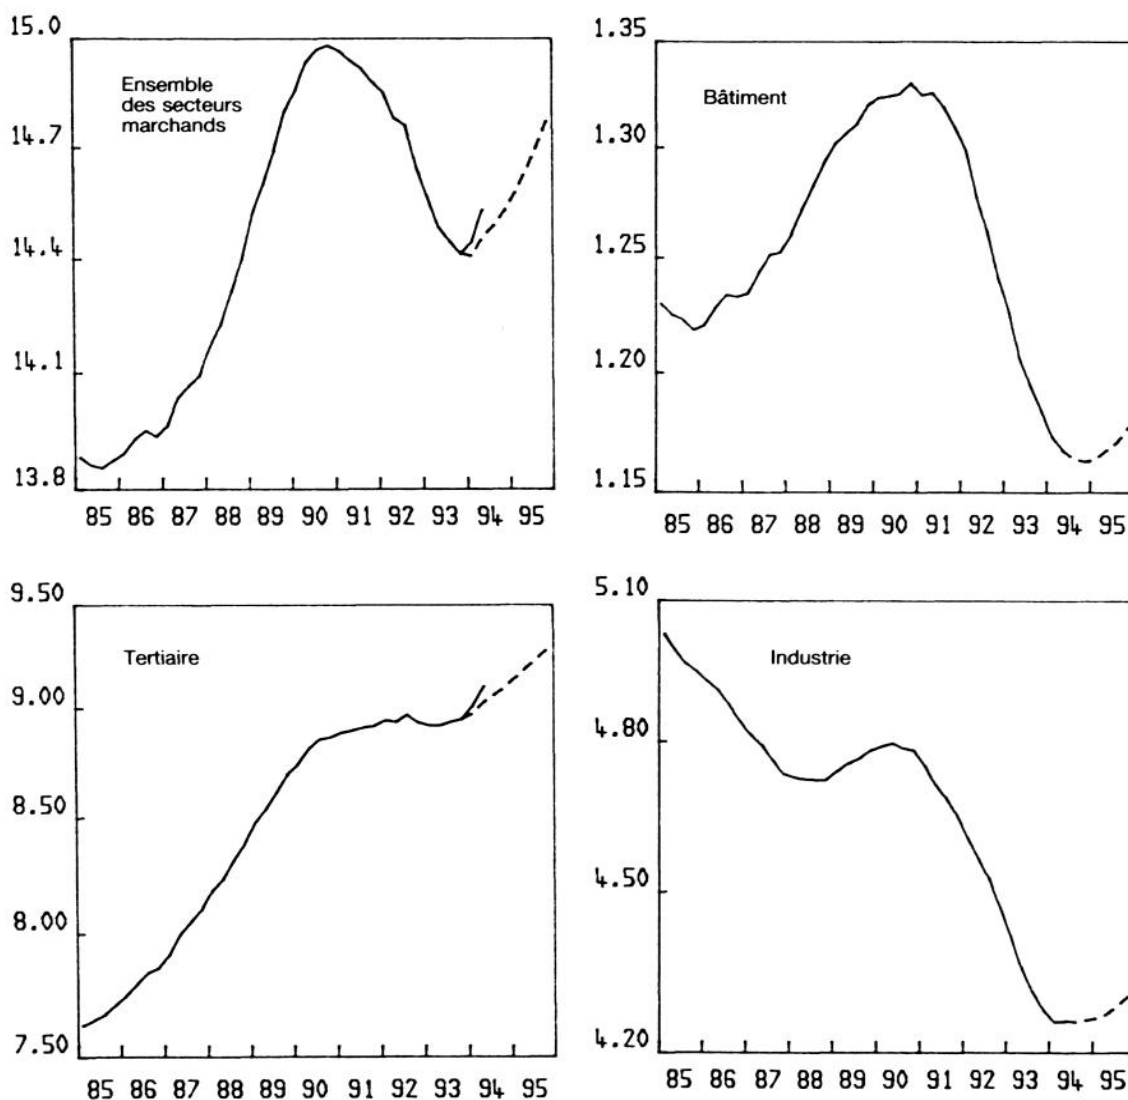 15.0
Ensemble
des secteurs
marchands
14.7
14.4
14.1
13.8
85 86 87 88 89 90 91 92 93 94 95
1.35
Bâtiment
1.30
1.25
1.20
1.15
85 86 87 88 89 90 91 92 93 94 95
9.50
Tertiaire
9.00
8.50
8.00
7.50
85 86 87 88 89 90 91 92 93 94 95
5.10
Industrie
4.80
4.50
4.20
85 86 87 88 89 90 91 92 93 94 95